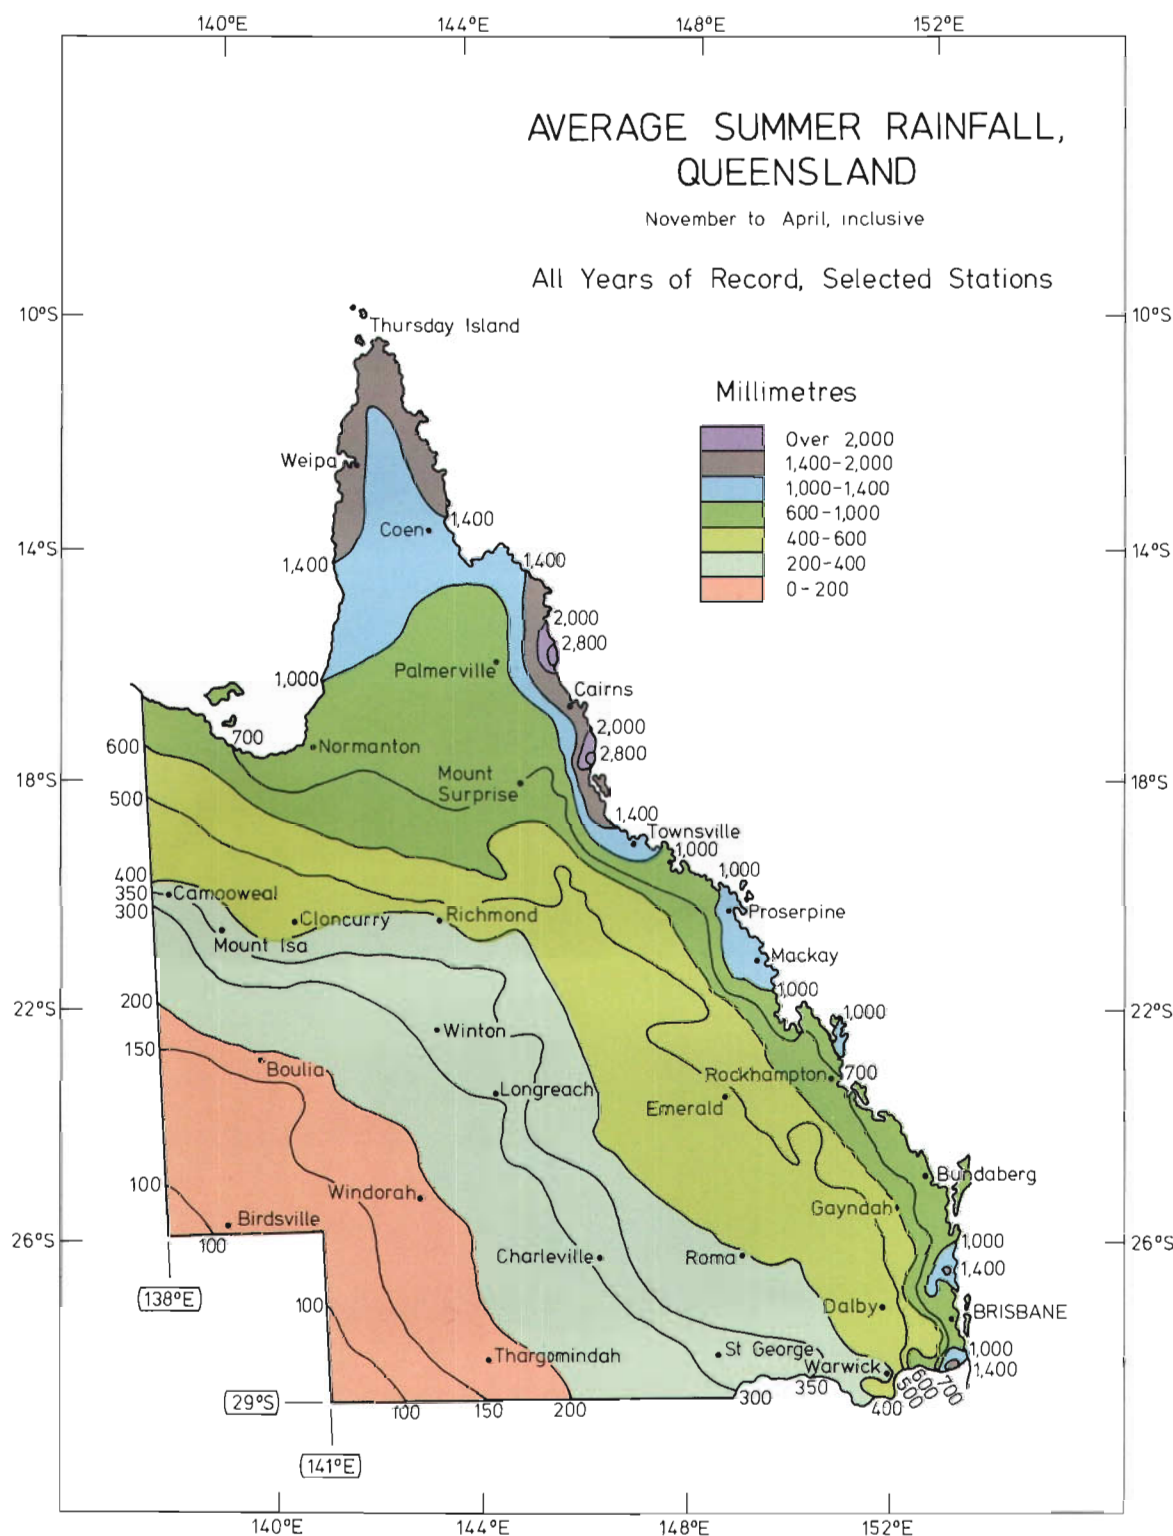 140°E 144°E 148°E 152°E
AVERAGE SUMMER RAINFALL,
QUEENSLAND
November to April, inclusive
All Years of Record, Selected Stations
10°S 10°S
Thursday Island
Millimetres
Over 2,000
1,400-2,000
1,000-1,400
600-1,000
400-600
200-400
0-200
Weipa
1,400
Coen
14°S 14°S
1,400 1,400
2,000
2,800
Palmerville
1,000
Cairns
2,000
700
600 Normanton
2,800
Mount
Surprise
18°S 18°S
500
1,400
Townsville
1,000
1,000
400
350 Camooweal
300
Cloncurry Richmond Proserpine
Mount Isa
Mackay
1,000
200
22°S 22°S
1,000
Winton
150
Boulia
Rockhampton 700
Longreach
Emerald
Bundaberg
100
Windorah
Gayndah
Birdsville
100
26°S 26°S
1,000
Charleville Roma
1,400
138°E
100
Dalby BRISBANE
1,000
Thargomindah St George
Warwick 1,400
29°S
100 150 200 300 350 400 500 600 700
141°E
140°E 144°E 148°E 152°E